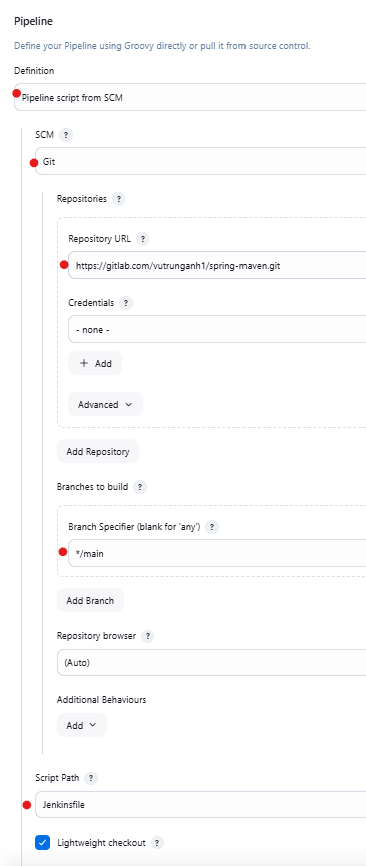 Pipeline
Define your Pipeline using Groovy directly or pull it from source control.
Definition
Pipeline script from SCM
SCM ?
Git
Repositories ?
Repository URL ?
https://gitlab.com/vutrunganh1/spring-maven.git
Credentials ?
- none -
+ Add
Advanced
Add Repository
Branches to build ?
Branch Specifier (blank for 'any') ?
*/main
Add Branch
Repository browser ?
(Auto)
Additional Behaviours
Add
Script Path ?
Jenkinsfile
Lightweight checkout ?